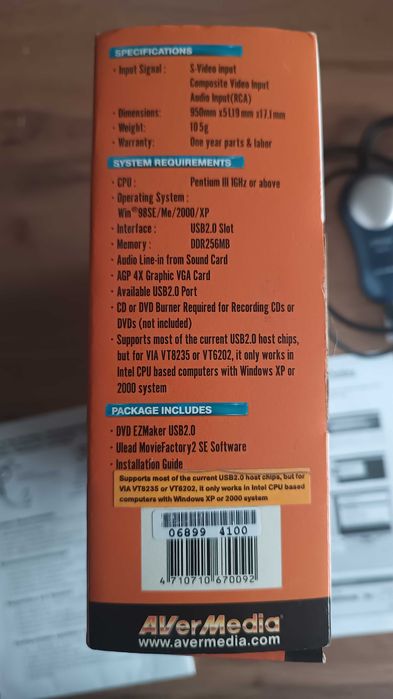 SPECIFICATIONS
· Input Signal : S-Video input
Composite Video Input
Audio Input(RCA)
· Dimensions: 950mm x51.19mm x17.1mm
· Weight: 105g
· Warranty: One year parts & labor
SYSTEM REQUIREMENTS
· CPU : Pentium III 1GHz or above
· Operating System :
Win®98SE/Me/2000/XP
· Interface : USB2.0 Slot
· Memory : DDR256MB
· Audio Line-in from Sound Card
· AGP 4X Graphic VGA Card
· Available USB2.0 Port
· CD or DVD Burner Required for Recording CDs or
DVDs (not included)
· Supports most of the current USB2.0 host chips,
but for VIA VT8235 or VT6202, it only works in
Intel CPU based computers with Windows XP or
2000 system
PACKAGE INCLUDES
· DVD EZMaker USB2.0
· Ulead MovieFactory2 SE Software
· Installation Guide
Supports most of the current USB2.0 host chips, but for
VIA VT8235 or VT6202, it only works in Intel CPU based
computers with Windows XP or 2000 system
06899 4100
4 710710 670092
AVerMedia®
www.avermedia.com